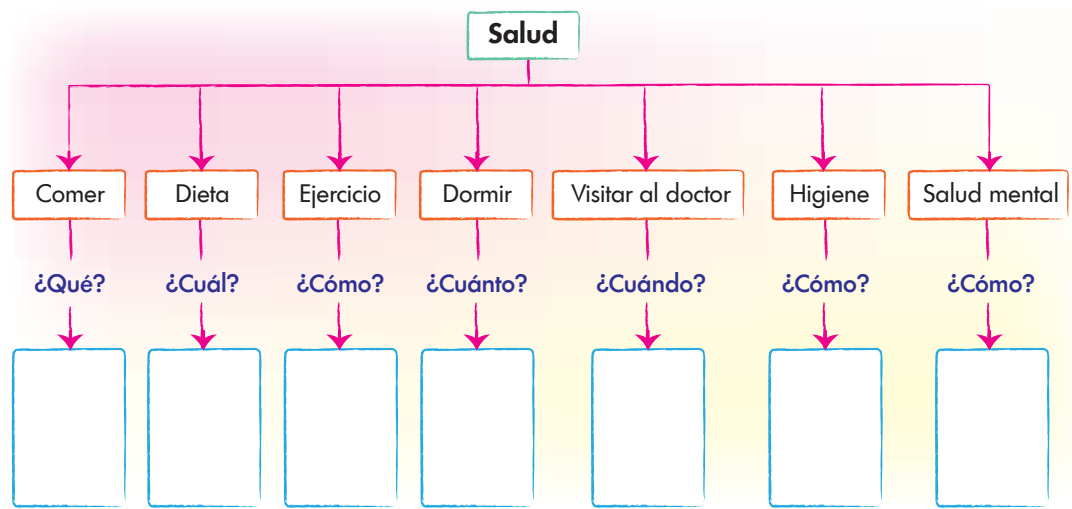 Salud
Comer Dieta Ejercicio Dormir Visitar al doctor Higiene Salud mental
¿Qué? ¿Cuál? ¿Cómo? ¿Cuánto? ¿Cuándo? ¿Cómo? ¿Cómo?